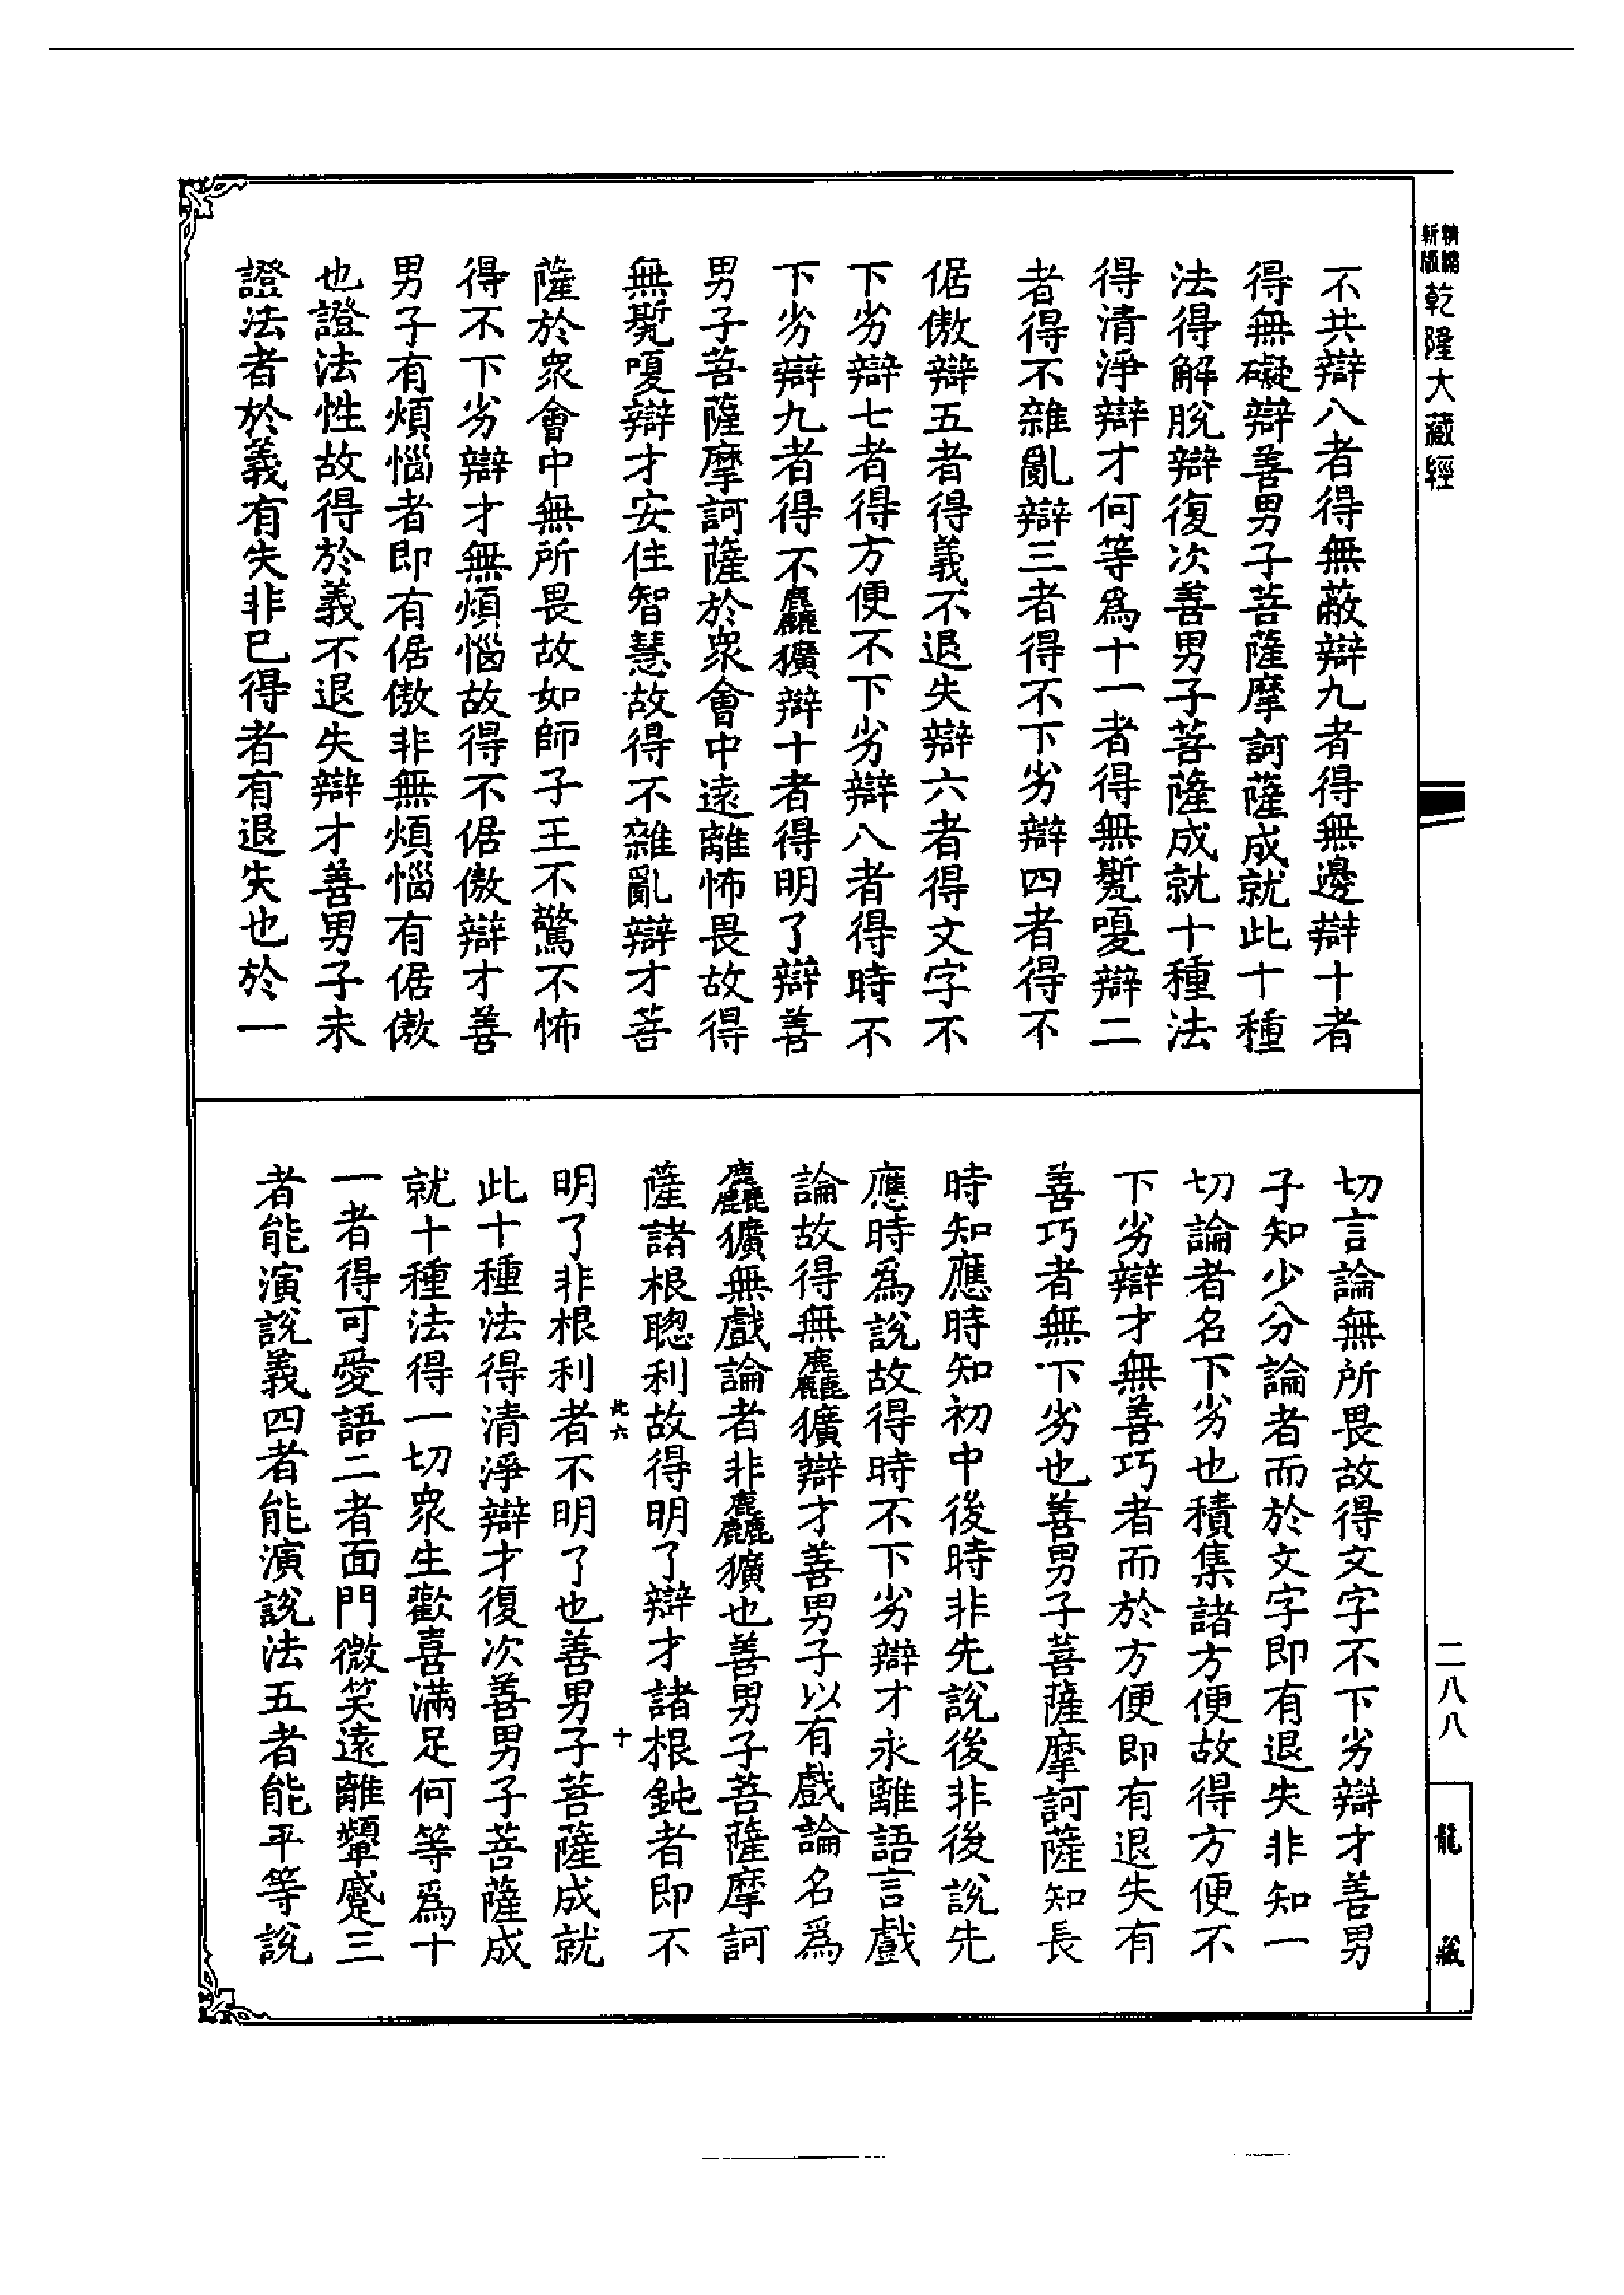 精縮
新版
乾隆大藏經
不共辯八者得無蔽辯九者得無邊辯十者
得無礙辯善男子菩薩摩訶薩成就此十種
法得解脫辯復次善男子菩薩成就十種法
得清淨辯才何等爲十一者得無嗄辯二
者得不雜亂辯三者得不下劣辯四者得不
倨傲辯五者得義不退失辯六者得文字不
下劣辯七者得方便不下劣辯八者得時不
下劣辯九者得不麤獷辯十者得明了辯善
男子菩薩摩訶薩於眾會中遠離怖畏故得
無嗄辯才安住智慧故得不雜亂辯才菩
薩於眾會中無所畏故如師子王不驚不怖
得不下劣辯才無煩惱故得不倨傲辯才善
男子有煩惱者即有倨傲非無煩惱有倨傲
也證法性故得於義不退失辯才善男子未
證法者於義有失非已得者有退失也於一
切言論無所畏故得文字不下劣辯才善男
子知少分論者而於文字即有退失非知一
切論者名下劣也積集諸方便故得方便不
下劣辯才無善巧者而於方便即有退失有
善巧者無下劣也善男子菩薩摩訶薩知長
時知應時知初中後時非先說後非後說先
應時爲說故得時不下劣辯才永離語言戲
論故得無麤獷辯才善男子以有戲論名爲
麤獷無戲論者非麤獷也善男子菩薩摩訶
薩諸根聰利故得明了辯才諸根鈍者即不
此六 十
明了非根利者不明了也善男子菩薩成就
此十種法得清淨辯才復次善男子菩薩成
就十種法得一切眾生歡喜滿足何等爲十
一者得可愛語二者面門微笑遠離顰蹙三
者能演說義四者能演說法五者能平等說
二八八
龍藏